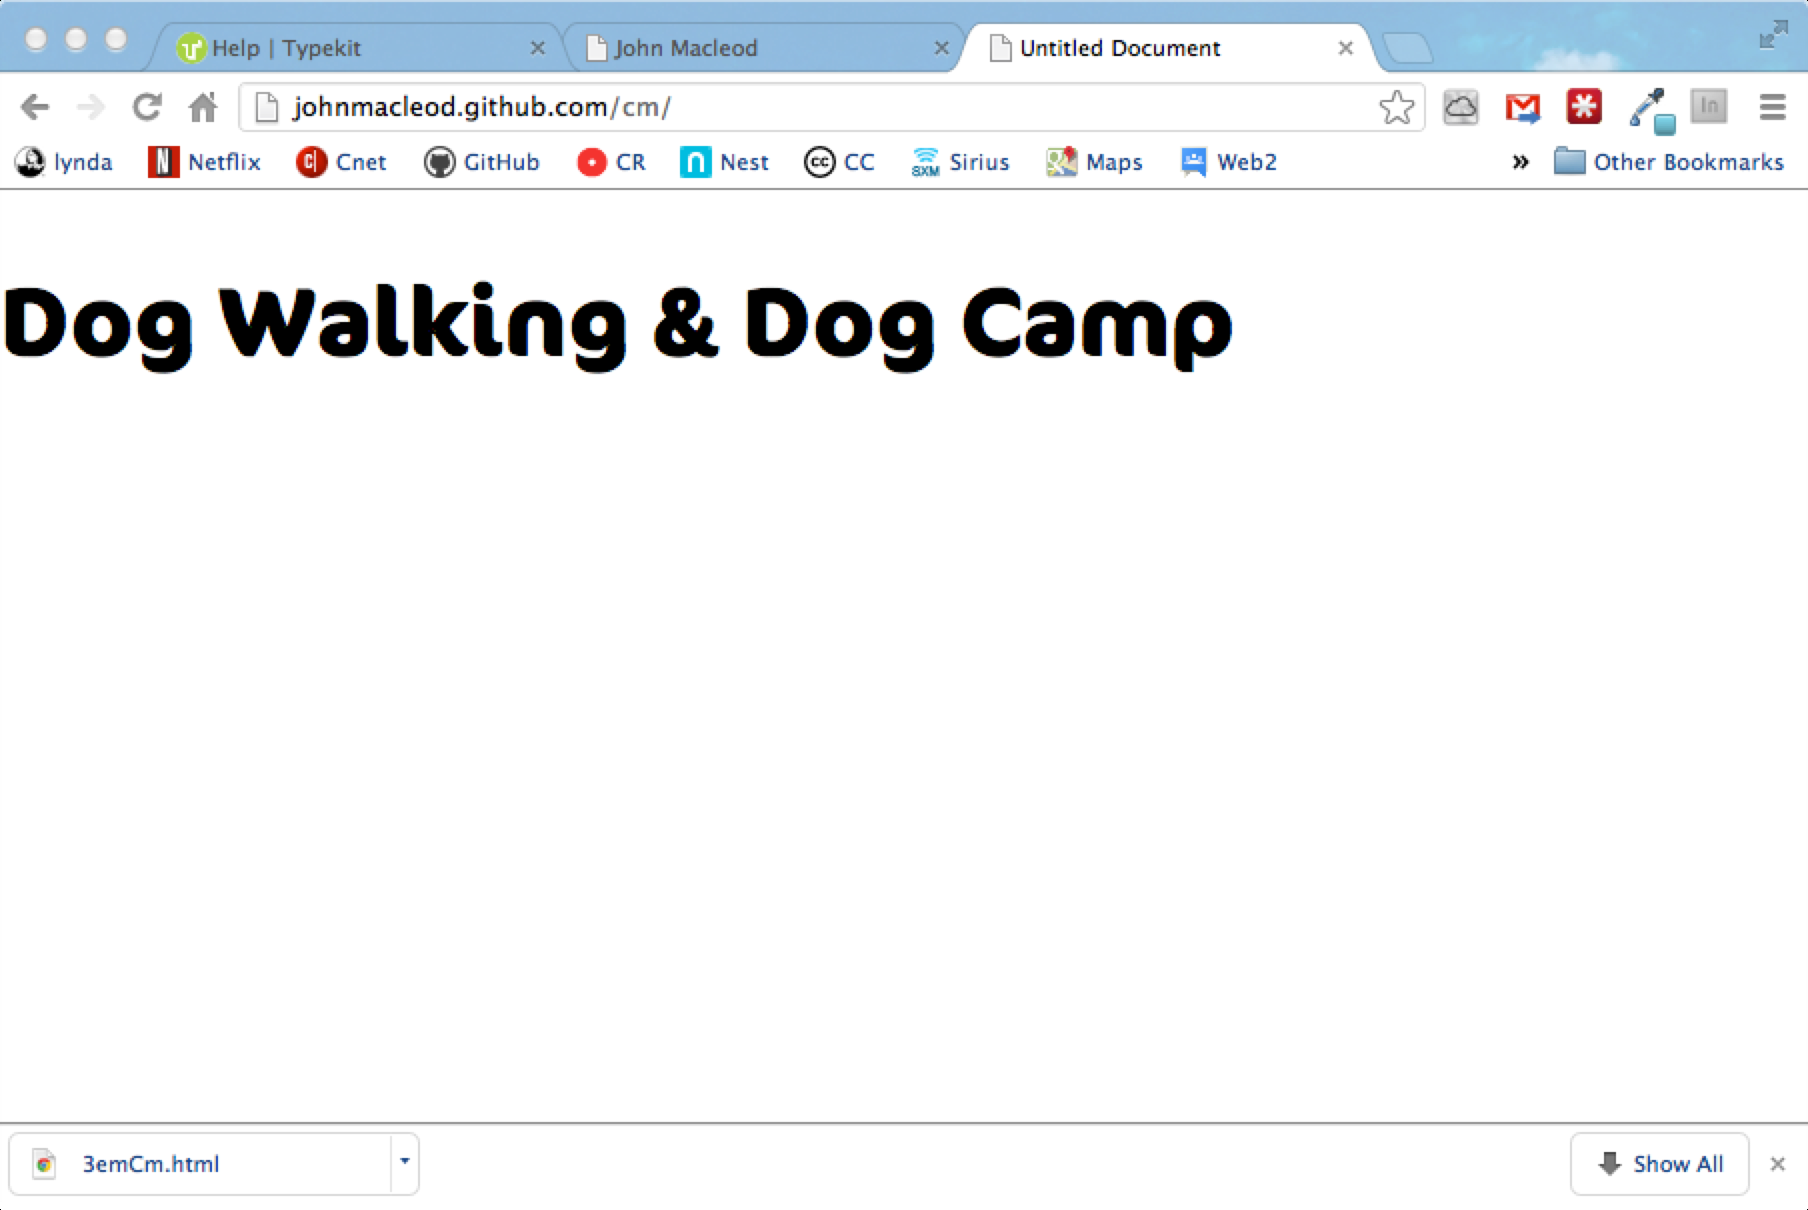 Help | Typekit
John Macleod
Untitled Document
johnmacleod.github.com/cm/
In
lynda
Netflix
Cnet
GitHub
CR
Nest
CC
Sirius
Maps
Web2
»
Other Bookmarks
Dog Walking & Dog Camp
3emCm.html
Show All